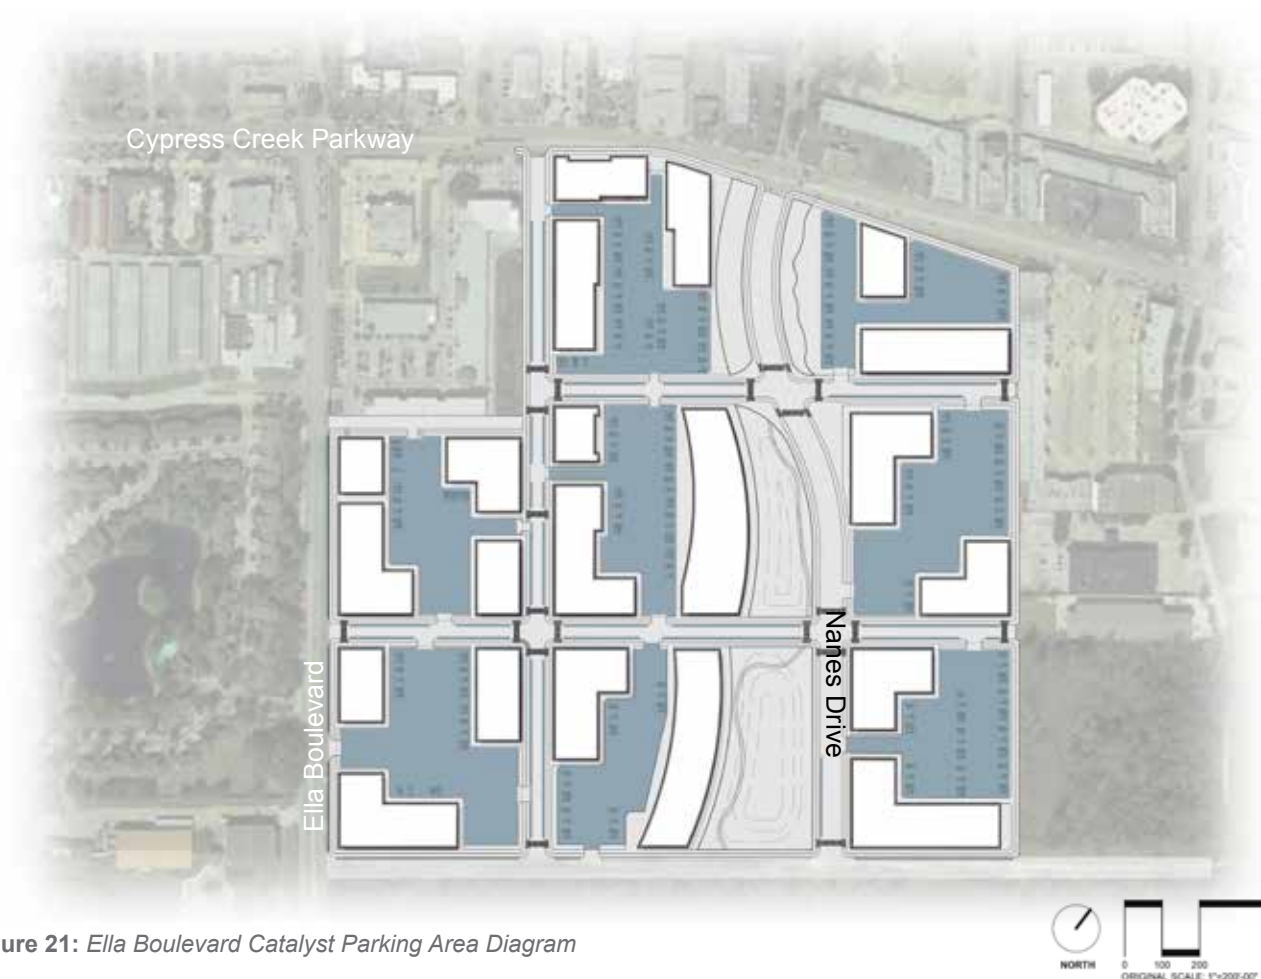 Cypress Creek Parkway
Ella Boulevard
Nanes Drive
ure 21: Ella Boulevard Catalyst Parking Area Diagram
NORTH
0 100 200
ORIGINAL SCALE: 1"=200'-00"